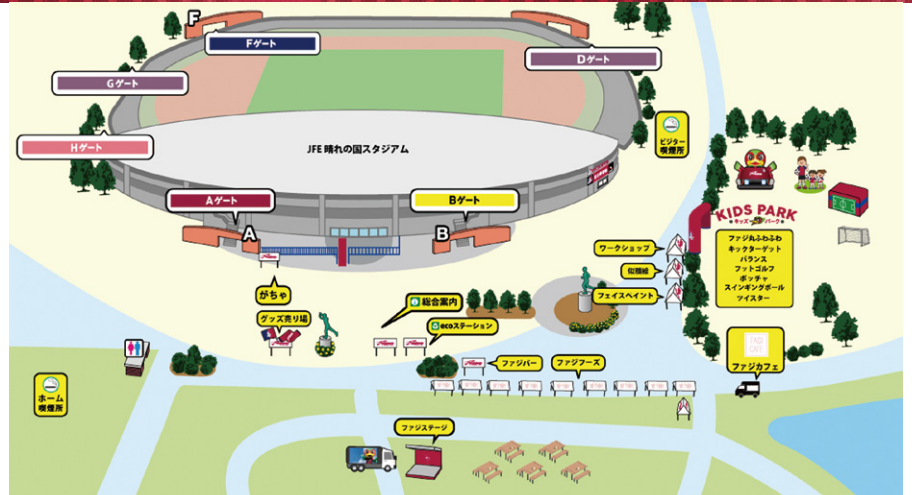 F
Fゲート
Dゲート
Gゲート
Hゲート
JFE 晴れの国スタジアム
ビジター
喫煙所
Aゲート
Bゲート
A
B
KIDS PARK
キッズ パーク
ファジ丸ふわふわ
キックターゲット
バランス
フットゴルフ
ボッチャ
スインギングボール
ツイスター
ワークショップ
似顔絵
フェイスペイント
がちゃ
グッズ売り場
総合案内
ecoステーション
ファジバー
ファジフーズ
FAGI
CAFE
ファジカフェ
ホーム
喫煙所
ファジステージ